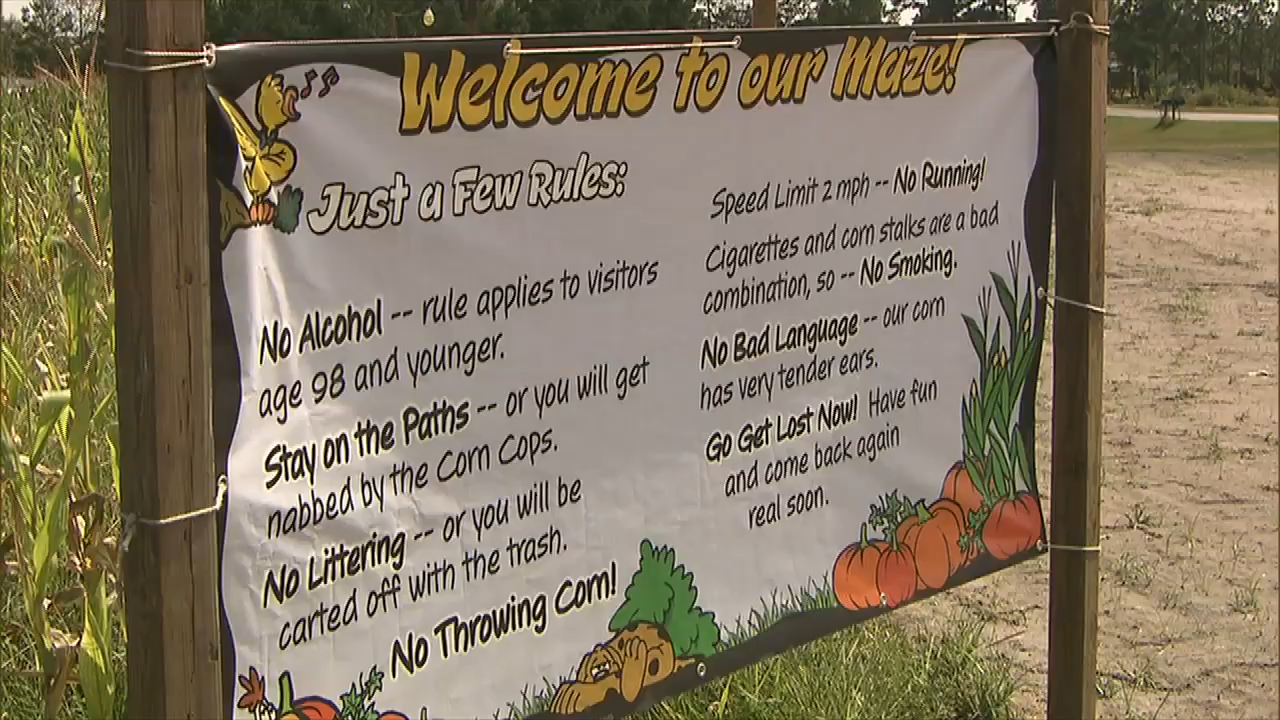 Welcome to our Maze!
Just a Few Rules:
No Alcohol -- rule applies to visitors
age 98 and younger.
Stay on the Paths -- or you will get
nabbed by the Corn Cops.
No Littering -- or you will be
carted off with the trash.
No Throwing Corn!
Speed Limit 2 mph -- No Running!
Cigarettes and corn stalks are a bad
combination, so -- No Smoking.
No Bad Language -- our corn
has very tender ears.
Go Get Lost Now! Have fun
and come back again
real soon.